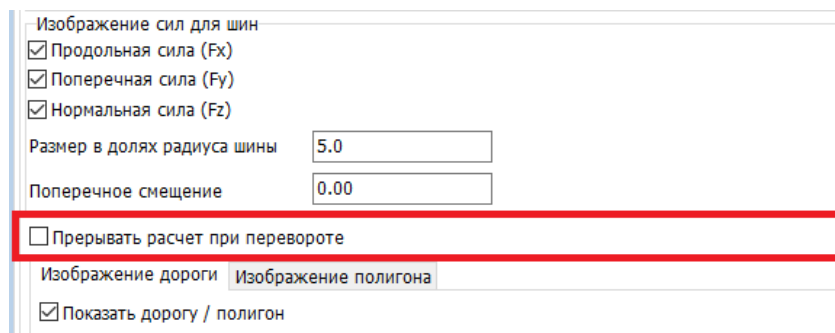 Изображение сил для шин
Продольная сила (Fx)
Поперечная сила (Fy)
Нормальная сила (Fz)
Размер в долях радиуса шины 5.0
Поперечное смещение 0.00
Прерывать расчет при перевороте
Изображение дороги Изображение полигона
Показать дорогу / полигон